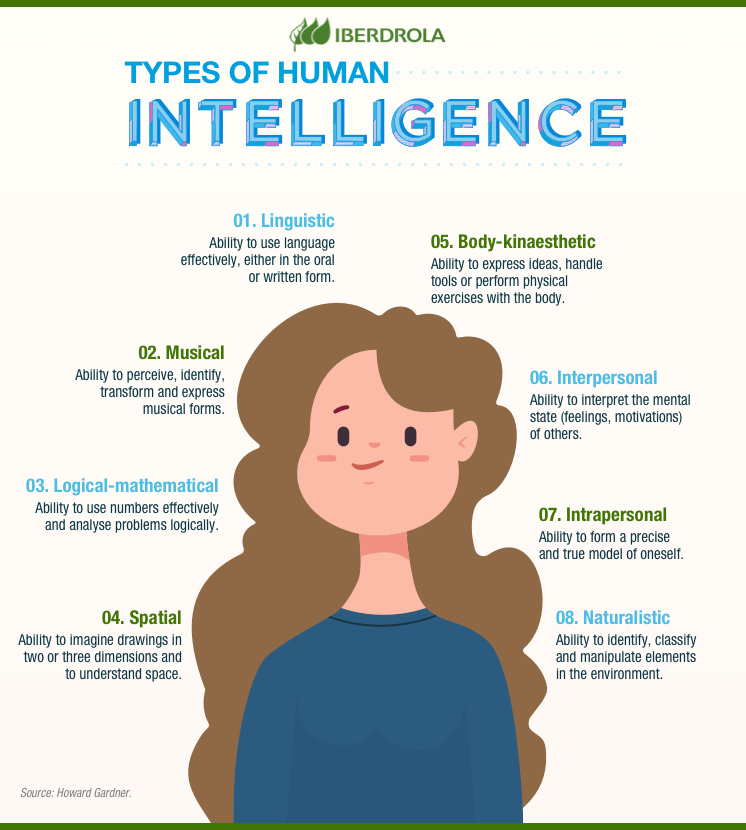 IBERDROLA
TYPES OF HUMAN
INTELLIGENCE
01. Linguistic
Ability to use language
effectively, either in the oral
or written form.
02. Musical
Ability to perceive, identify,
transform and express
musical forms.
03. Logical-mathematical
Ability to use numbers effectively
and analyse problems logically.
04. Spatial
Ability to imagine drawings in
two or three dimensions and
to understand space.
05. Body-kinaesthetic
Ability to express ideas, handle
tools or perform physical
exercises with the body.
06. Interpersonal
Ability to interpret the mental
state (feelings, motivations)
of others.
07. Intrapersonal
Ability to form a precise
and true model of oneself.
08. Naturalistic
Ability to identify, classify
and manipulate elements
in the environment.
Source: Howard Gardner.